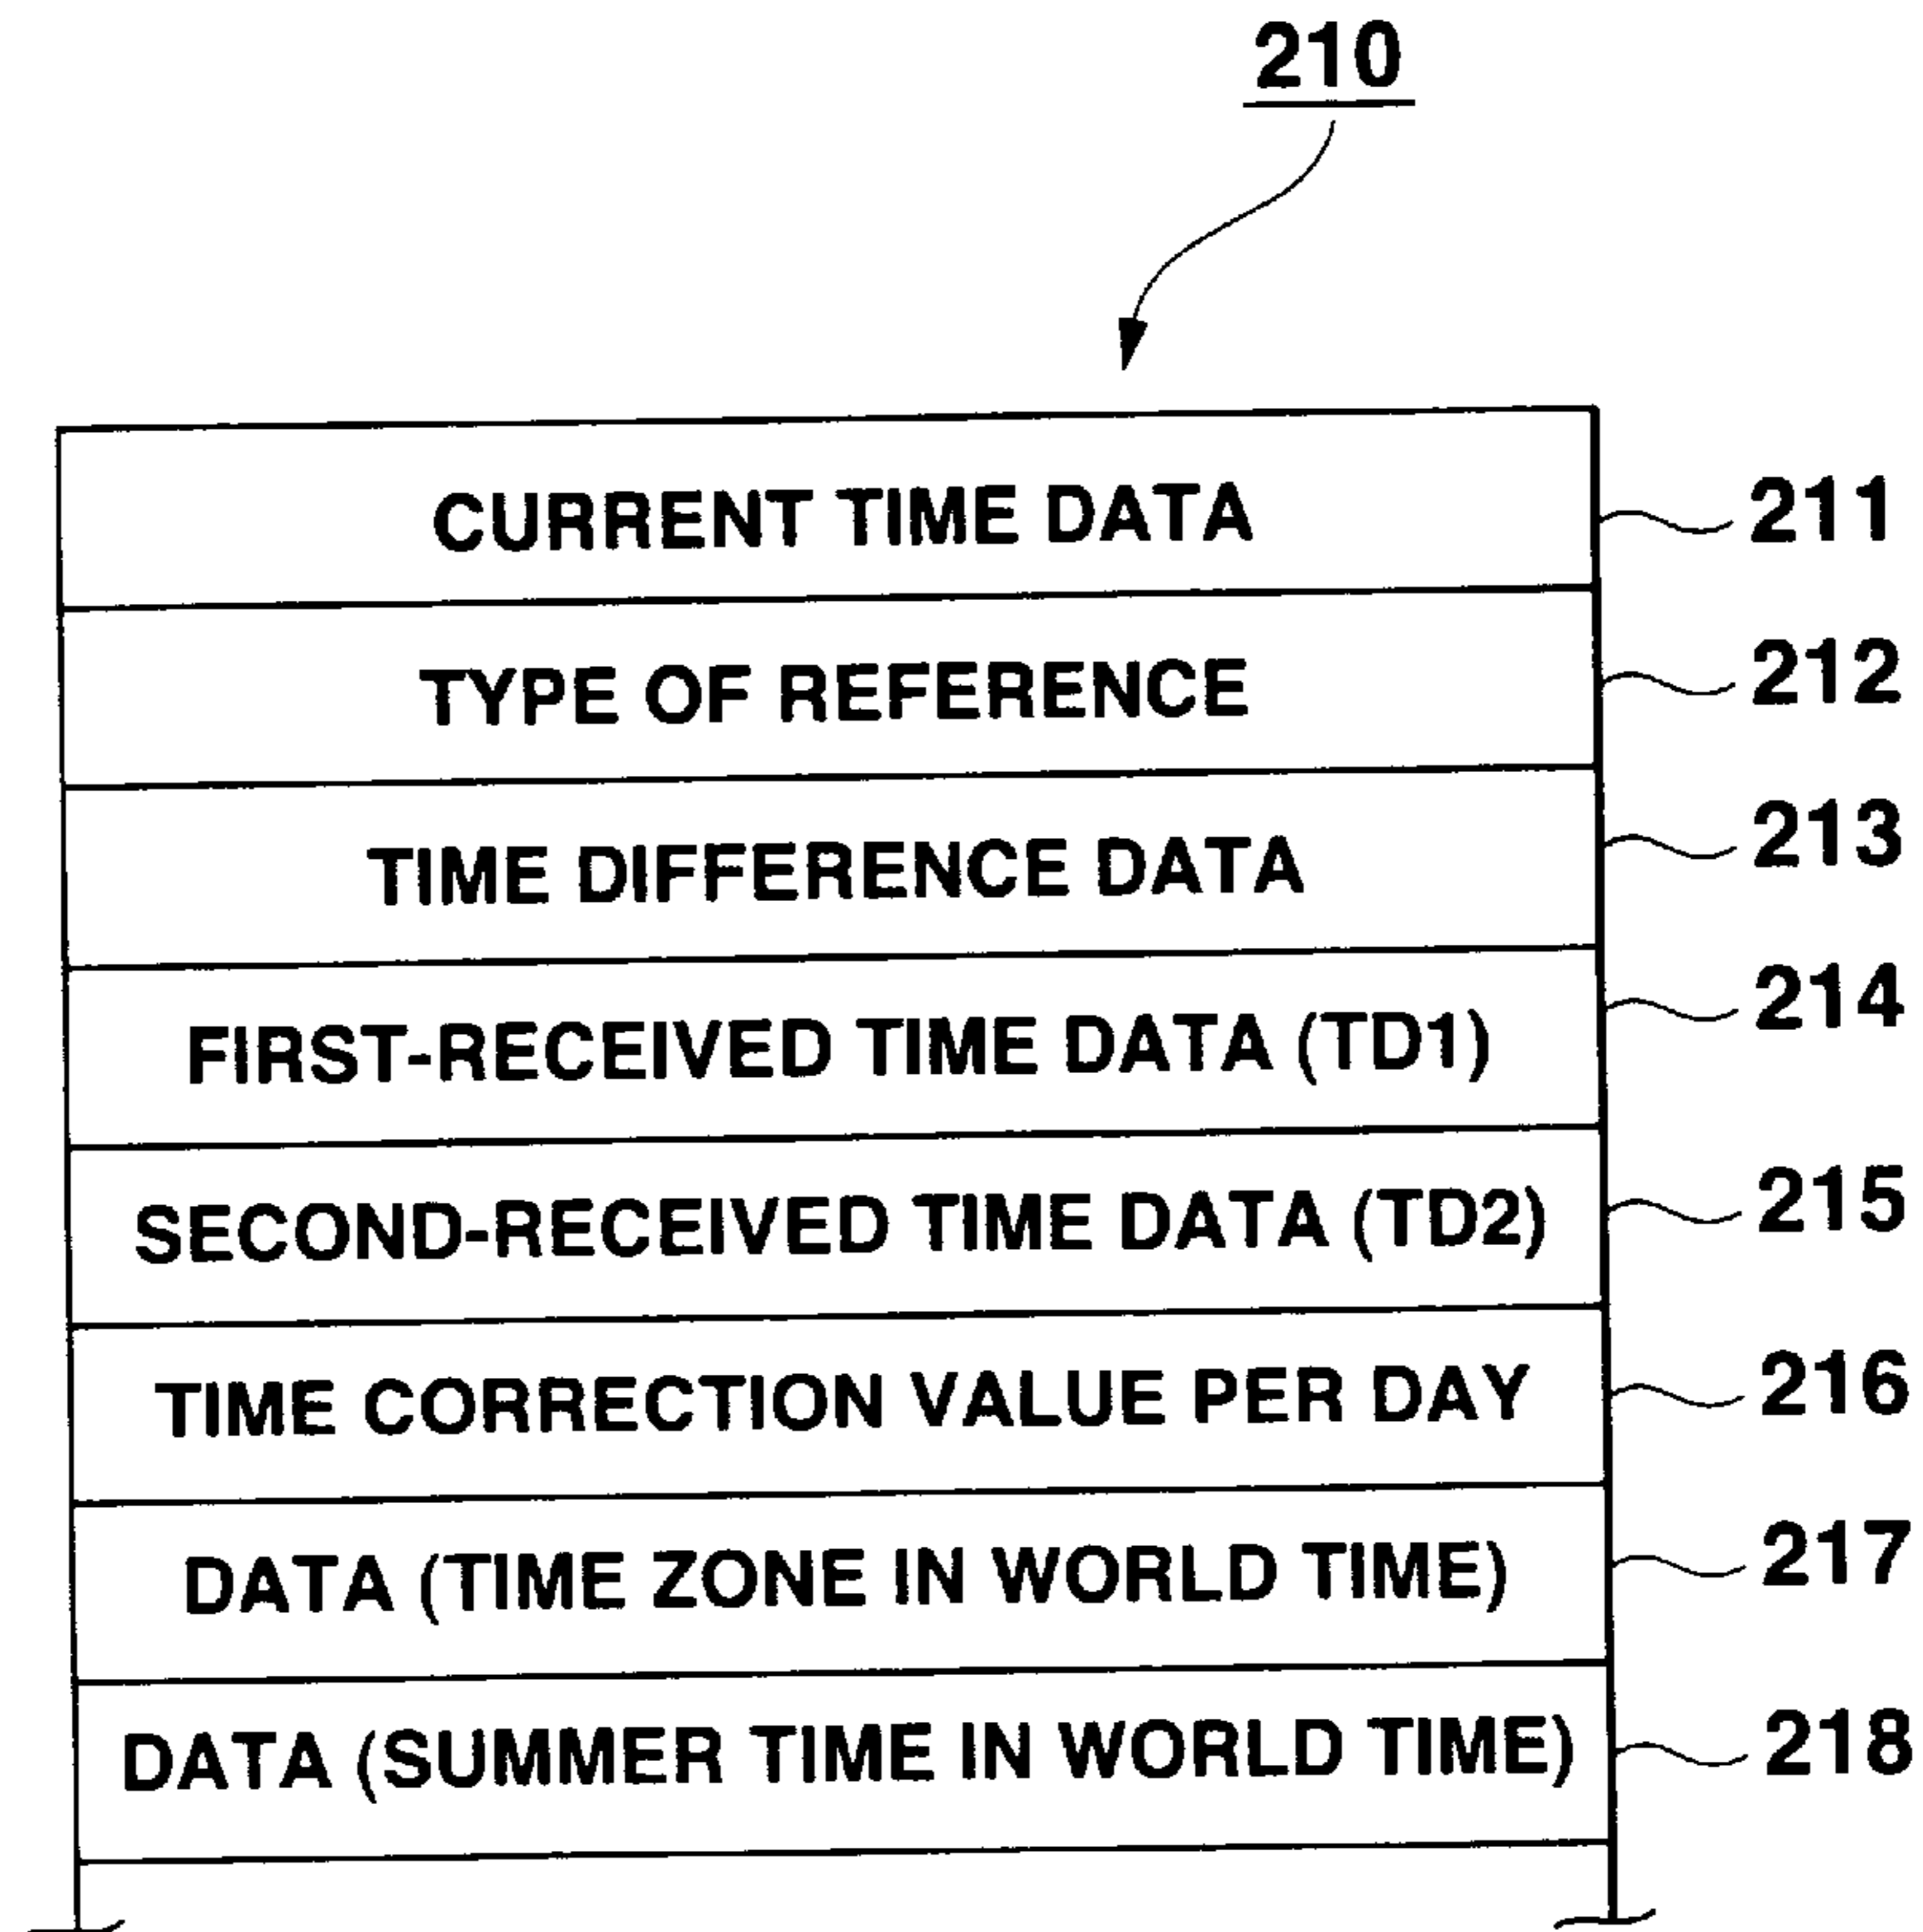 210
CURRENT TIME DATA 211
TYPE OF REFERENCE 212
TIME DIFFERENCE DATA 213
FIRST-RECEIVED TIME DATA (TD1) 214
SECOND-RECEIVED TIME DATA (TD2) 215
TIME CORRECTION VALUE PER DAY 216
DATA (TIME ZONE IN WORLD TIME) 217
DATA (SUMMER TIME IN WORLD TIME) 218